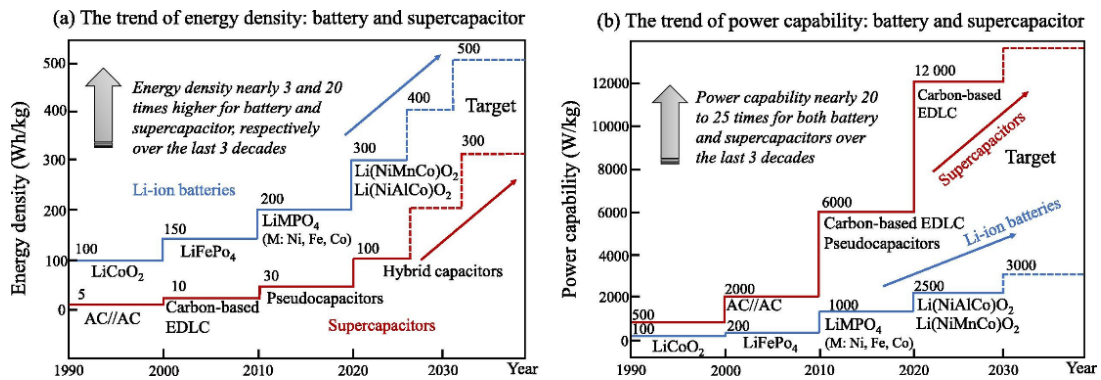 (a) The trend of energy density: battery and supercapacitor
Energy density (Wh/kg)
500
400
300
200
100
0
Energy density nearly 3 and 20
times higher for battery and
supercapacitor, respectively
over the last 3 decades
Li-ion batteries
500
400
Target
300
300
Li(NiMnCo)O2
Li(NiAlCo)O2
200
LiMPO4
(M: Ni, Fe, Co)
150
LiFePo4
100
LiCoO2
100
Hybrid capacitors
30
Pseudocapacitors
10
Carbon-based
EDLC
5
AC//AC
Supercapacitors
1990 2000 2010 2020 2030 Year
(b) The trend of power capability: battery and supercapacitor
Power capability (W/kg)
12000
10000
8000
6000
4000
2000
0
Power capability nearly 20
to 25 times for both battery
and supercapacitors over
the last 3 decades
12 000
Carbon-based
EDLC
Supercapacitors
Target
6000
Carbon-based EDLC
Pseudocapacitors
Li-ion batteries
2000
AC//AC
500
100
LiCoO2
200
LiFePo4
1000
LiMPO4
(M: Ni, Fe, Co)
2500
Li(NiAlCo)O2
Li(NiMnCo)O2
3000
1990 2000 2010 2020 2030 Year